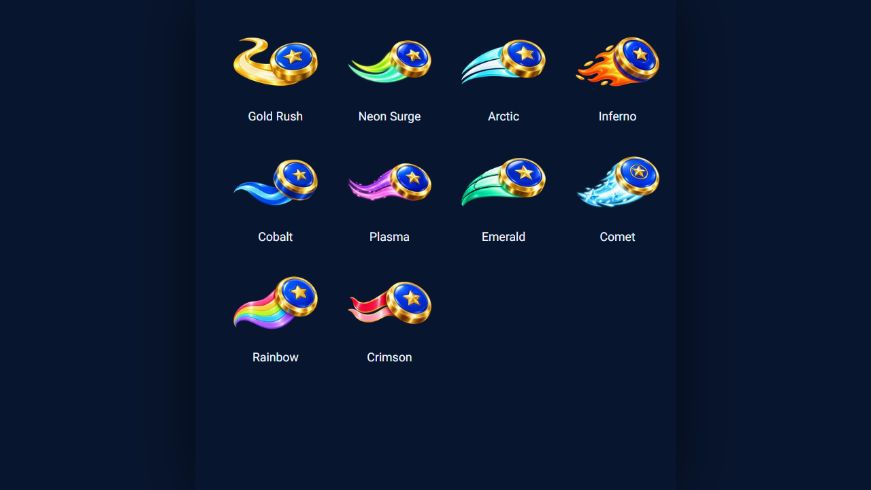 Gold Rush
Neon Surge
Arctic
Inferno
Cobalt
Plasma
Emerald
Comet
Rainbow
Crimson